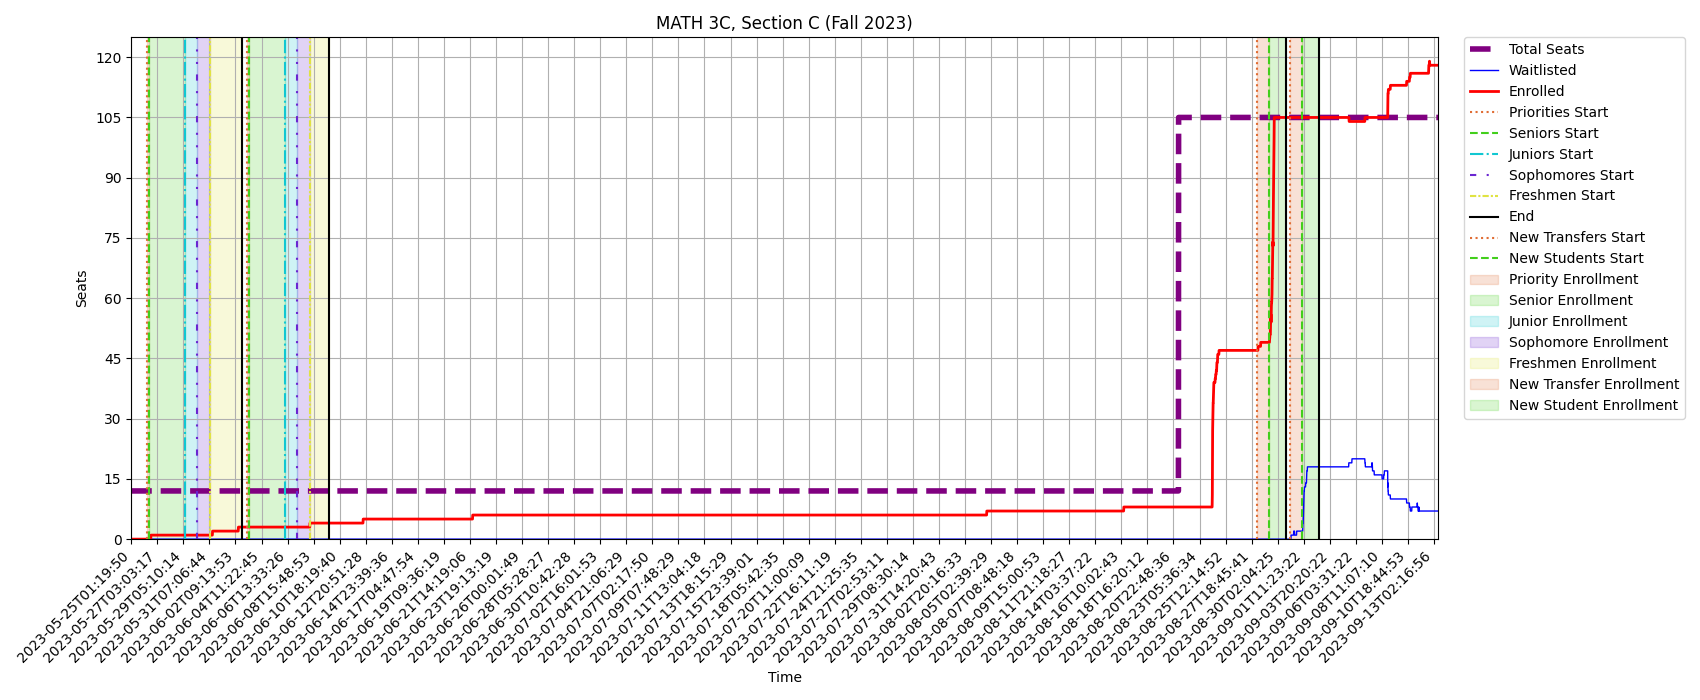 MATH 3C, Section C (Fall 2023)
Seats
120
105
90
75
60
45
30
15
0
2023-05-25T01:19:50
2023-05-27T03:03:17
2023-05-29T05:10:14
2023-05-31T07:06:44
2023-06-02T09:13:53
2023-06-04T11:22:45
2023-06-06T13:33:26
2023-06-08T15:48:53
2023-06-10T18:19:40
2023-06-12T20:51:28
2023-06-14T23:39:36
2023-06-17T04:47:54
2023-06-19T09:36:19
2023-06-21T14:19:06
2023-06-23T19:13:19
2023-06-26T00:01:49
2023-06-28T05:28:27
2023-06-30T10:42:28
2023-07-02T16:01:53
2023-07-04T21:06:29
2023-07-07T02:17:50
2023-07-09T07:48:29
2023-07-11T13:04:18
2023-07-13T18:15:29
2023-07-15T23:39:01
2023-07-18T05:42:35
2023-07-20T11:00:09
2023-07-22T16:11:19
2023-07-24T21:25:35
2023-07-27T02:53:11
2023-07-29T08:30:14
2023-07-31T14:20:43
2023-08-02T20:16:33
2023-08-05T02:39:29
2023-08-07T08:48:18
2023-08-09T15:00:53
2023-08-11T21:18:27
2023-08-14T03:37:22
2023-08-16T10:02:43
2023-08-18T16:20:12
2023-08-20T22:48:36
2023-08-23T05:36:34
2023-08-25T12:14:52
2023-08-27T18:45:41
2023-08-30T02:04:25
2023-09-01T11:23:22
2023-09-03T20:20:22
2023-09-06T03:31:22
2023-09-08T11:07:10
2023-09-10T18:44:53
2023-09-13T02:16:56
Time
Total Seats
Waitlisted
Enrolled
Priorities Start
Seniors Start
Juniors Start
Sophomores Start
Freshmen Start
End
New Transfers Start
New Students Start
Priority Enrollment
Senior Enrollment
Junior Enrollment
Sophomore Enrollment
Freshmen Enrollment
New Transfer Enrollment
New Student Enrollment